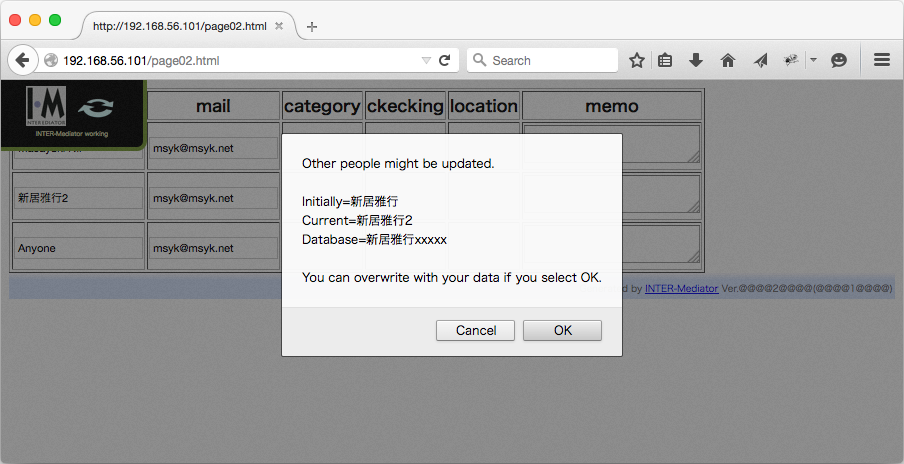 http://192.168.56.101/page02.html
192.168.56.101/page02.html
Search
INTER-Mediator working
mail category ckecking location memo
msyk@msyk.net
新居雅行2 msyk@msyk.net
Anyone msyk@msyk.net
Other people might be updated.
Initially=新居雅行
Current=新居雅行2
Database=新居雅行xxxxx
You can overwrite with your data if you select OK.
Cancel OK
by INTER-Mediator Ver.@@@@2@@@@(@@@@1@@@@)